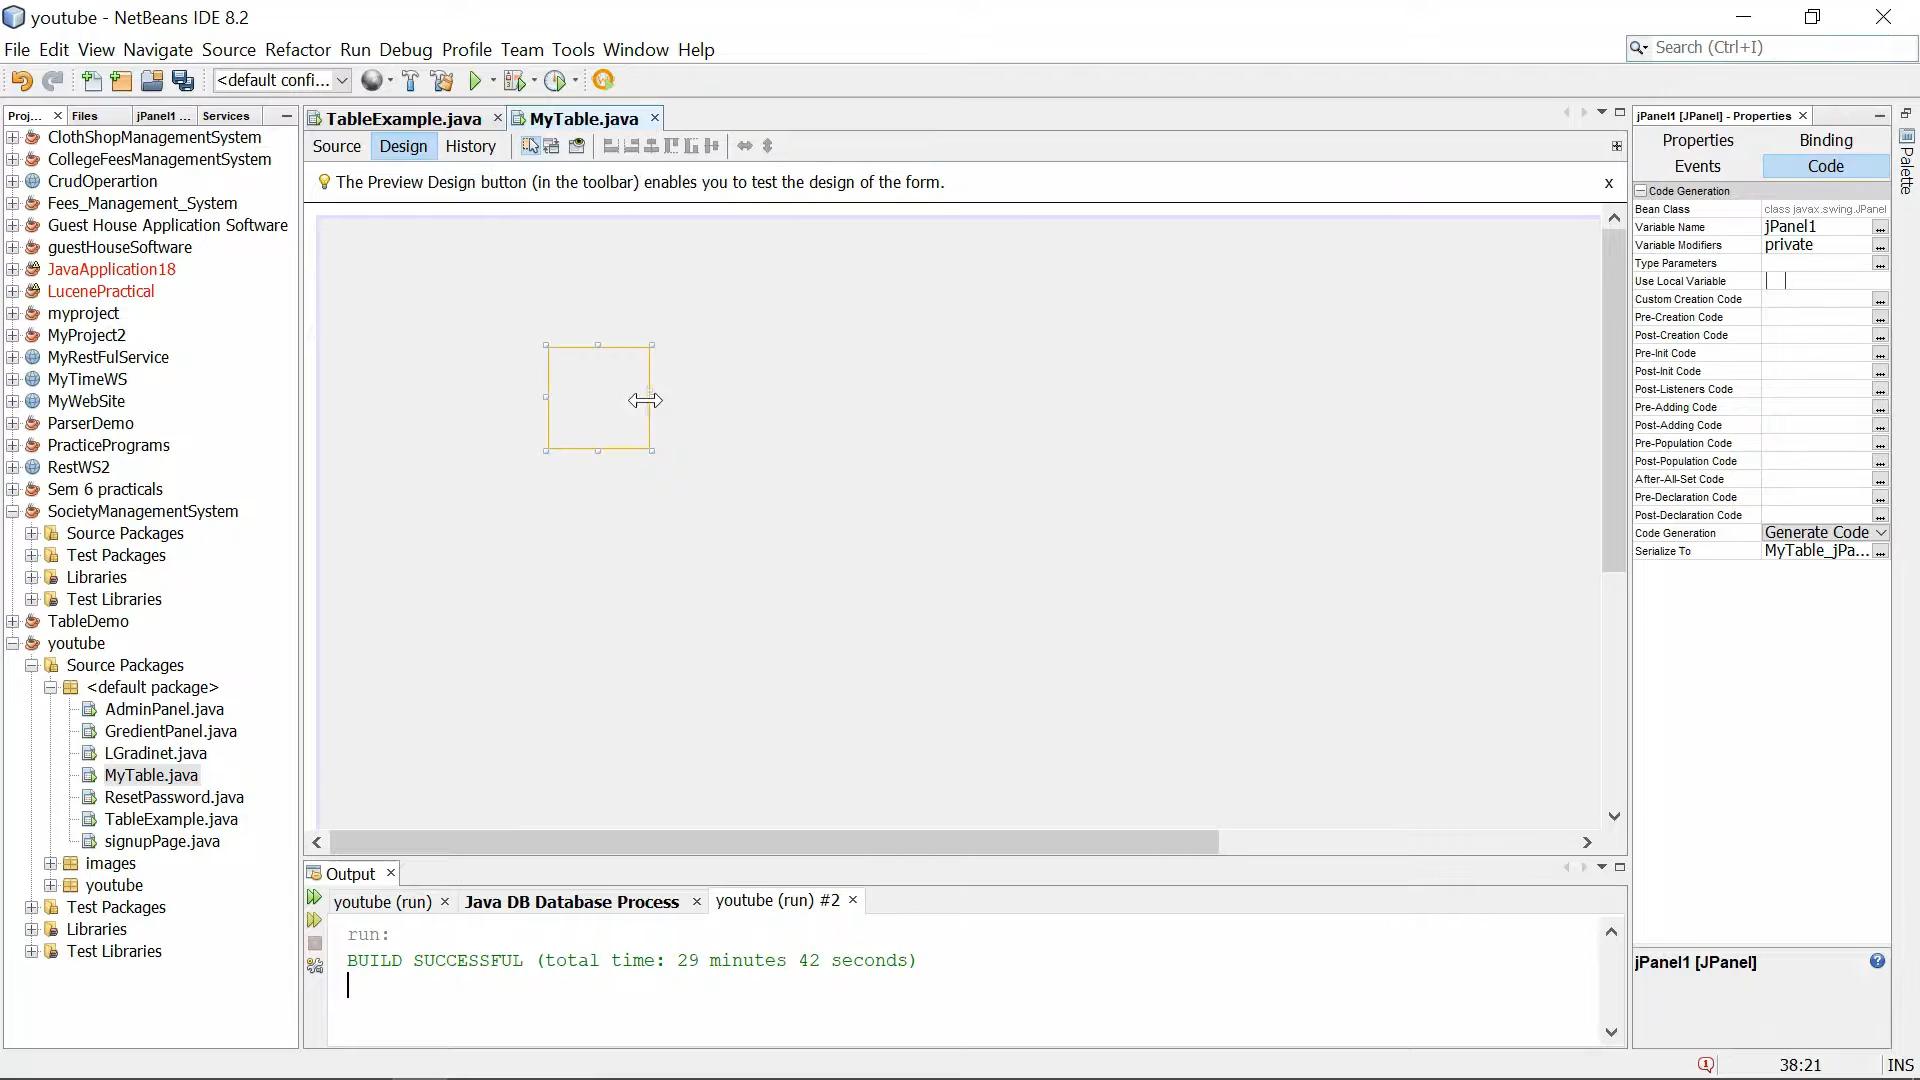 youtube - NetBeans IDE 8.2
File Edit View Navigate Source Refactor Run Debug Profile Team Tools Window Help
Search (Ctrl+I)
<default confi...
Proj... Files jPanel1 ... Services
ClothShopManagementSystem
CollegeFeesManagementSystem
CrudOperartion
Fees_Management_System
Guest House Application Software
guestHouseSoftware
JavaApplication18
LucenePractical
myproject
MyProject2
MyRestFulService
MyTimeWS
MyWebSite
ParserDemo
PracticePrograms
RestWS2
Sem 6 practicals
SocietyManagementSystem
Source Packages
Test Packages
Libraries
Test Libraries
TableDemo
youtube
Source Packages
<default package>
AdminPanel.java
GredientPanel.java
LGradinet.java
MyTable.java
ResetPassword.java
TableExample.java
signupPage.java
images
youtube
Test Packages
Libraries
Test Libraries
TableExample.java MyTable.java
Source Design History
The Preview Design button (in the toolbar) enables you to test the design of the form. x
Output
youtube (run) Java DB Database Process youtube (run) #2
run:
BUILD SUCCESSFUL (total time: 29 minutes 42 seconds)
jPanel1 [JPanel] - Properties
Properties Binding
Events Code
Code Generation
Bean Class class javax.swing.JPanel
Variable Name jPanel1 ...
Variable Modifiers private ...
Type Parameters ...
Use Local Variable
Custom Creation Code ...
Pre-Creation Code ...
Post-Creation Code ...
Pre-Init Code ...
Post-Init Code ...
Post-Listeners Code ...
Pre-Adding Code ...
Post-Adding Code ...
Pre-Population Code ...
Post-Population Code ...
After-All-Set Code ...
Pre-Declaration Code ...
Post-Declaration Code ...
Code Generation Generate Code
Serialize To MyTable_jPa... ...
jPanel1 [JPanel] ?
Palette
1 38:21 INS